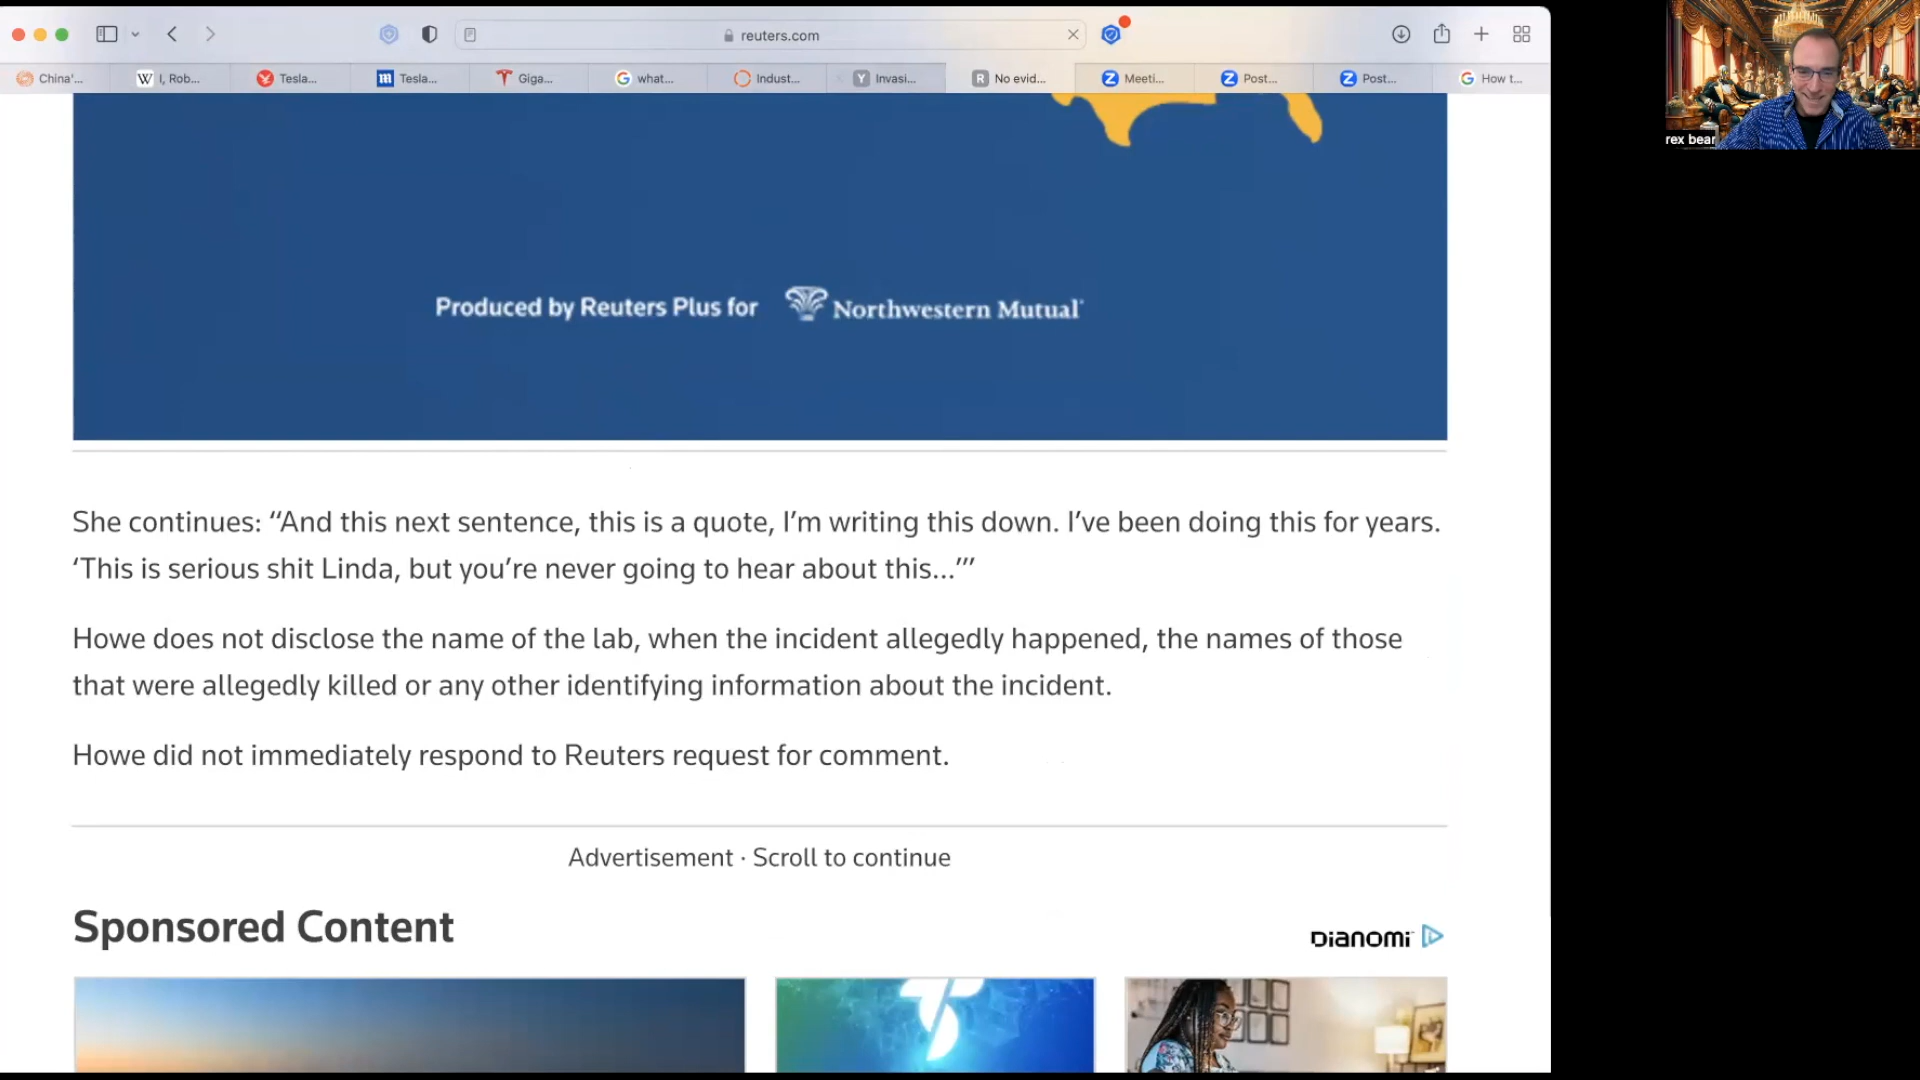 reuters.com
China'...
I, Rob...
Tesla...
Tesla...
Giga...
what...
Indust...
Invasi...
No evid...
Meeti...
Post...
Post...
How t...
rex bear
Produced by Reuters Plus for Northwestern Mutual
She continues: “And this next sentence, this is a quote, I’m writing this down. I’ve been doing this for years.
‘This is serious shit Linda, but you’re never going to hear about this...’”
Howe does not disclose the name of the lab, when the incident allegedly happened, the names of those
that were allegedly killed or any other identifying information about the incident.
Howe did not immediately respond to Reuters request for comment.
Advertisement · Scroll to continue
Sponsored Content
Dianomi